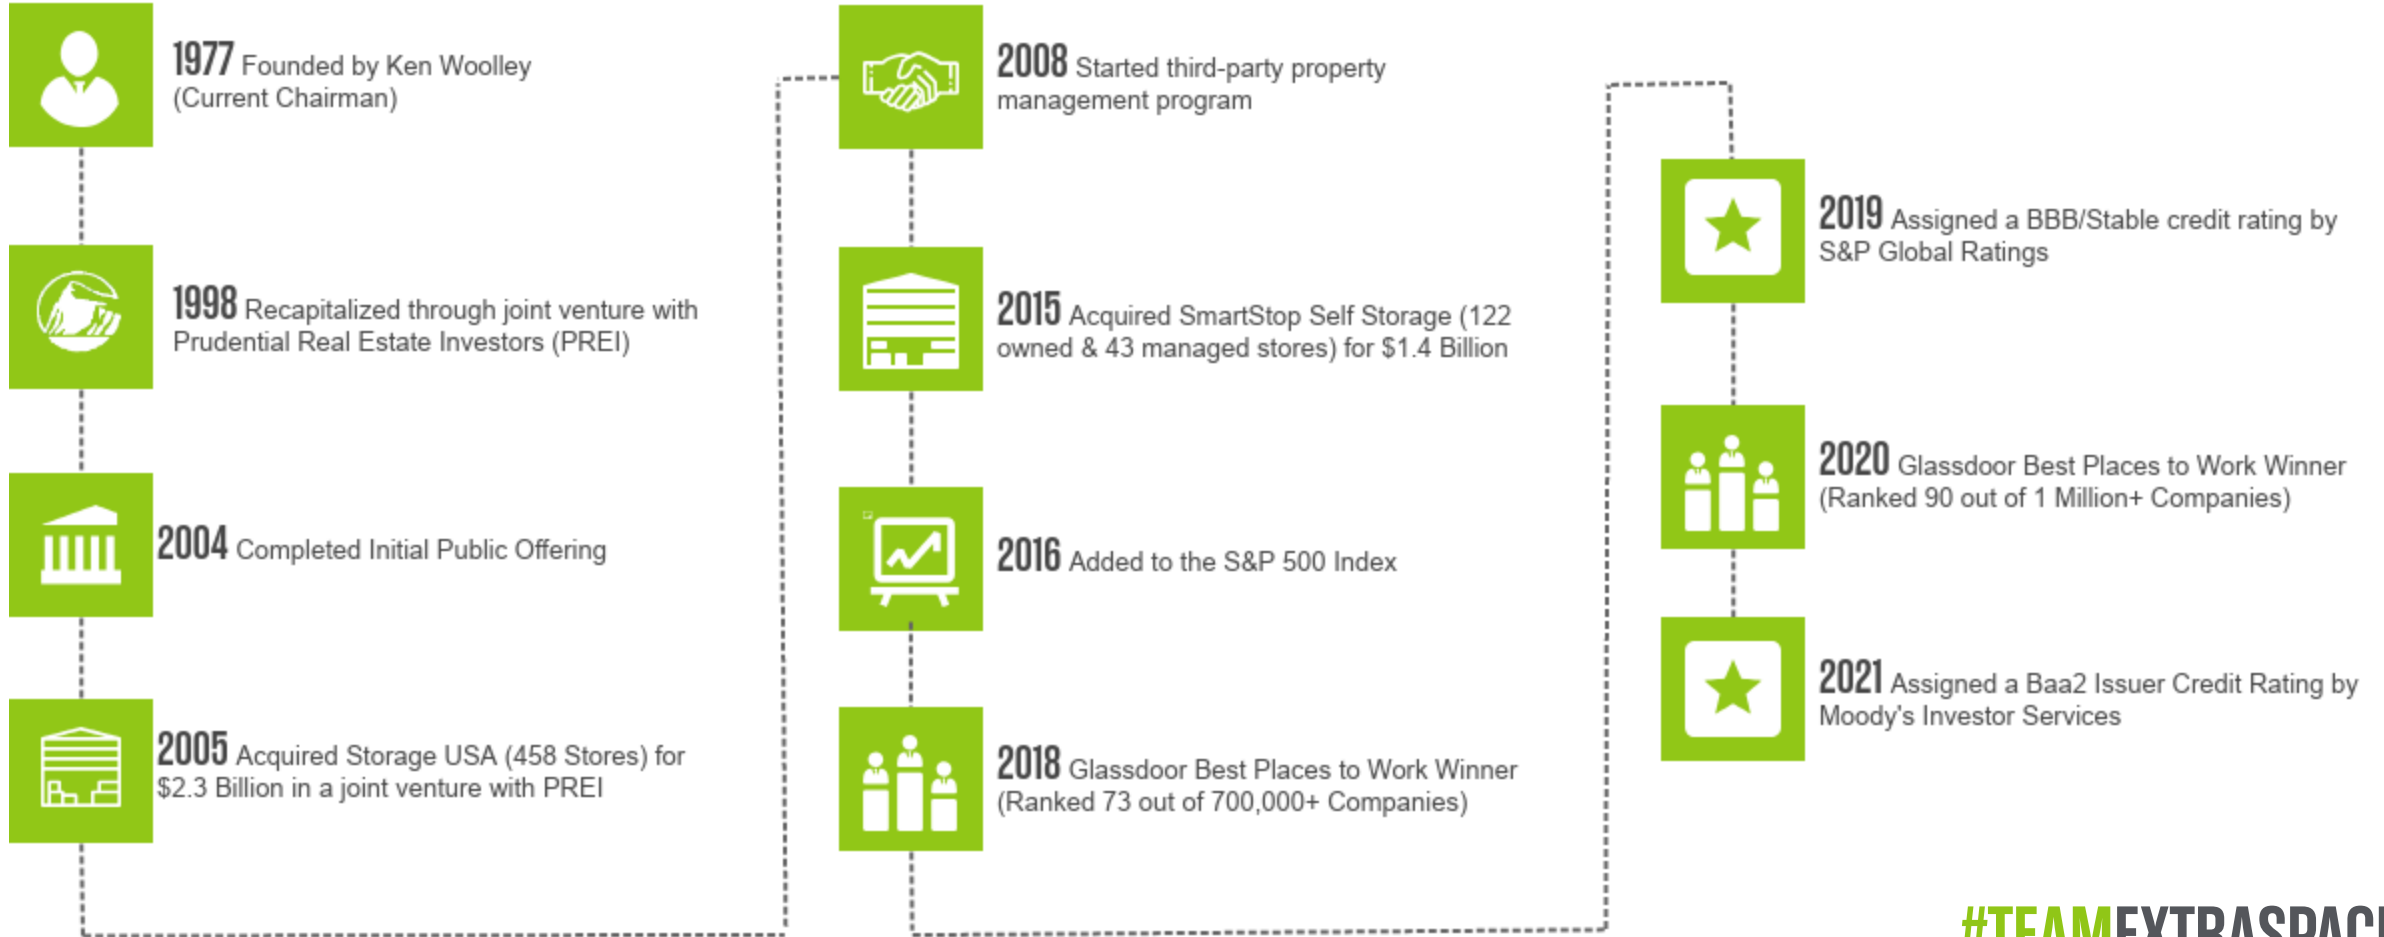 1977 Founded by Ken Woolley
(Current Chairman)
1998 Recapitalized through joint venture with
Prudential Real Estate Investors (PREI)
2004 Completed Initial Public Offering
2005 Acquired Storage USA (458 Stores) for
$2.3 Billion in a joint venture with PREI
2008 Started third-party property
management program
2015 Acquired SmartStop Self Storage (122
owned & 43 managed stores) for $1.4 Billion
2016 Added to the S&P 500 Index
2018 Glassdoor Best Places to Work Winner
(Ranked 73 out of 700,000+ Companies)
2019 Assigned a BBB/Stable credit rating by
S&P Global Ratings
2020 Glassdoor Best Places to Work Winner
(Ranked 90 out of 1 Million+ Companies)
2021 Assigned a Baa2 Issuer Credit Rating by
Moody's Investor Services
#TEAMEXTRASPACE